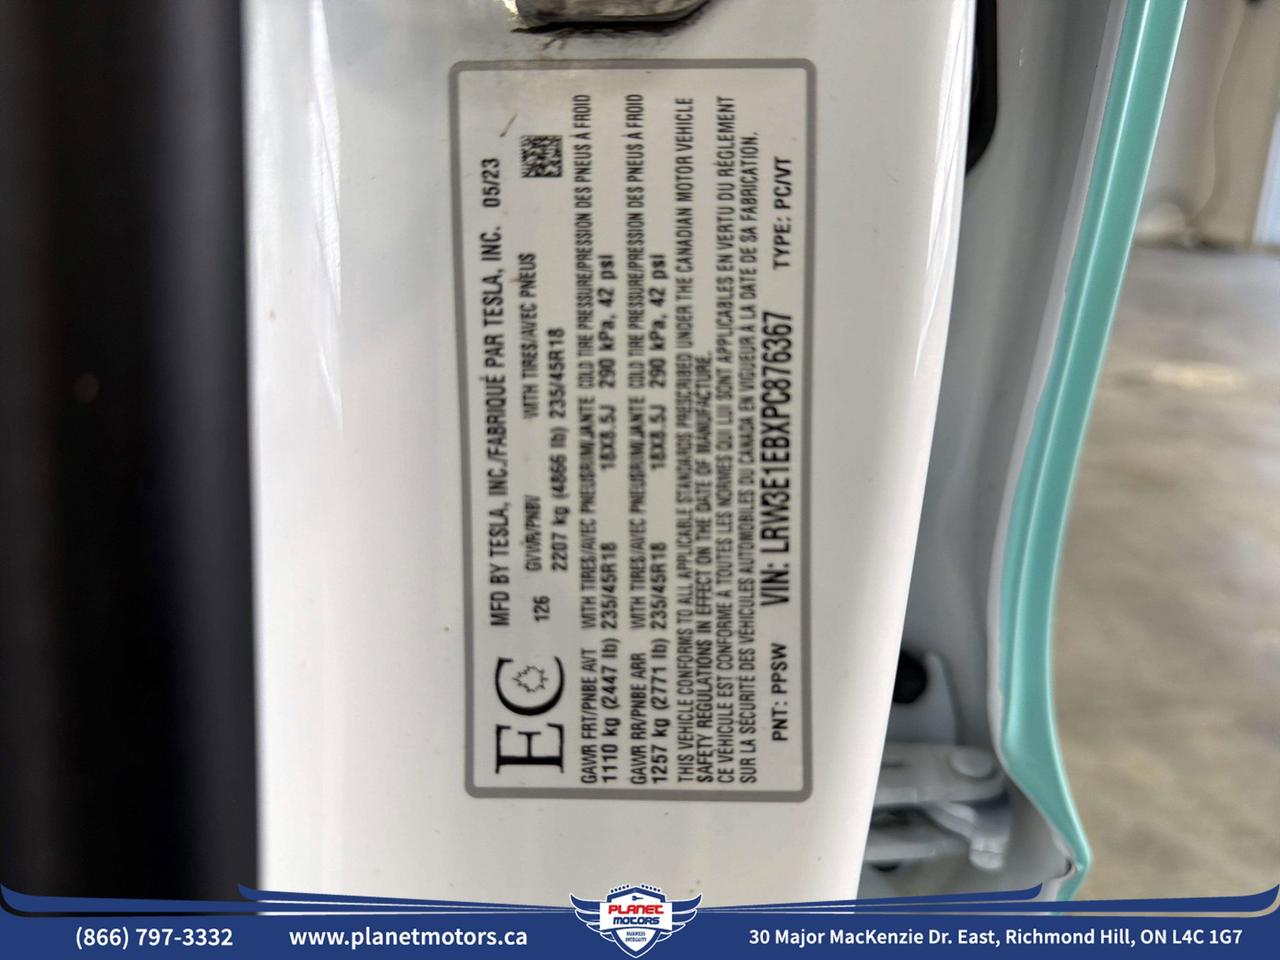 MFD BY TESLA, INC./FABRIQUÉ PAR TESLA, INC. 05/23
EC
126 GVWR/PNBV WITH TIRES/AVEC PNEUS
2207 kg (4866 lb) 235/45R18
GAWR FRT/PNBE AVT WITH TIRES/AVEC PNEUS RIM/JANTE COLD TIRE PRESSURE/PRESSION DES PNEUS À FROID
1110 kg (2447 lb) 235/45R18 18X8.5J 290 kPa, 42 psi
GAWR RR/PNBE ARR WITH TIRES/AVEC PNEUS RIM/JANTE COLD TIRE PRESSURE/PRESSION DES PNEUS À FROID
1257 kg (2771 lb) 235/45R18 18X8.5J 290 kPa, 42 psi
THIS VEHICLE CONFORMS TO ALL APPLICABLE STANDARDS PRESCRIBED UNDER THE CANADIAN MOTOR VEHICLE
SAFETY REGULATIONS IN EFFECT ON THE DATE OF MANUFACTURE.
CE VÉHICULE EST CONFORME À TOUTES LES NORMES QUI LUI SONT APPLICABLES EN VERTU DU RÈGLEMENT
SUR LA SÉCURITÉ DES VÉHICULES AUTOMOBILES DU CANADA EN VIGUEUR À LA DATE DE SA FABRICATION.
PNT: PPSW VIN: LRW3E1EBXPC876367 TYPE: PC/VT
(866) 797-3332 www.planetmotors.ca
PLANET
MOTORS
BUSINESS
INTEGRITY
30 Major MacKenzie Dr. East, Richmond Hill, ON L4C 1G7